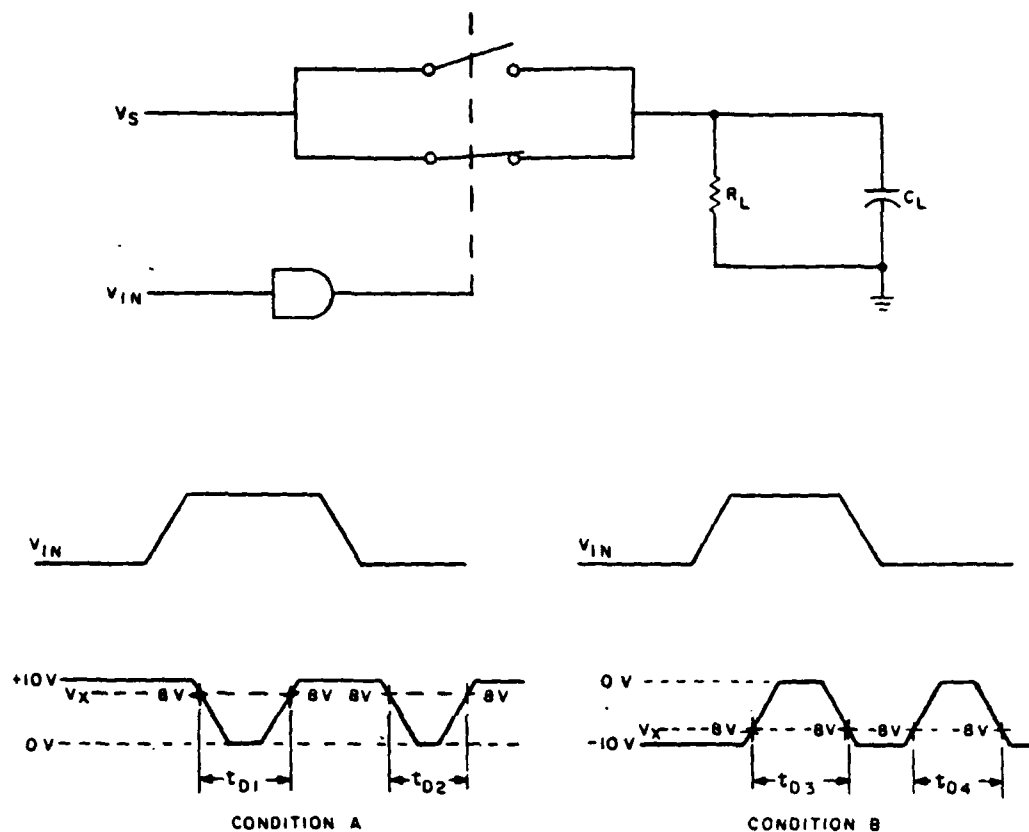 VS
RL
CL
VIN
VIN
VIN
+10V
VX
8V
8V
8V
8V
0V
tD1
tD2
CONDITION A
0V
VX
-8V
-8V
-8V
-8V
-10V
tD3
tD4
CONDITION B